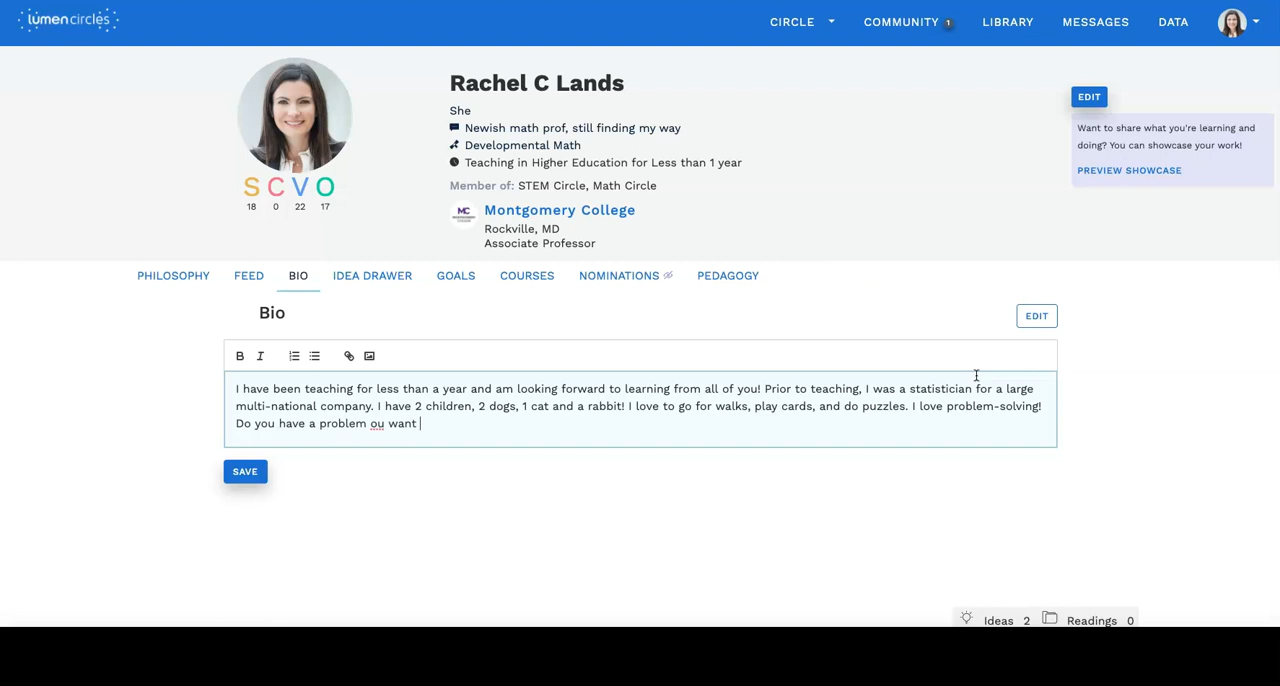 lumen circles
CIRCLE
COMMUNITY 1
LIBRARY
MESSAGES
DATA
Rachel C Lands
She
Newish math prof, still finding my way
Developmental Math
Teaching in Higher Education for Less than 1 year
Member of: STEM Circle, Math Circle
S C V O
18 0 22 17
MC
Montgomery College
Rockville, MD
Associate Professor
EDIT
Want to share what you're learning and
doing? You can showcase your work!
PREVIEW SHOWCASE
PHILOSOPHY FEED BIO IDEA DRAWER GOALS COURSES NOMINATIONS PEDAGOGY
Bio
EDIT
B I
I have been teaching for less than a year and am looking forward to learning from all of you! Prior to teaching, I was a statistician for a large
multi-national company. I have 2 children, 2 dogs, 1 cat and a rabbit! I love to go for walks, play cards, and do puzzles. I love problem-solving!
Do you have a problem ou want
SAVE
Ideas 2 Readings 0